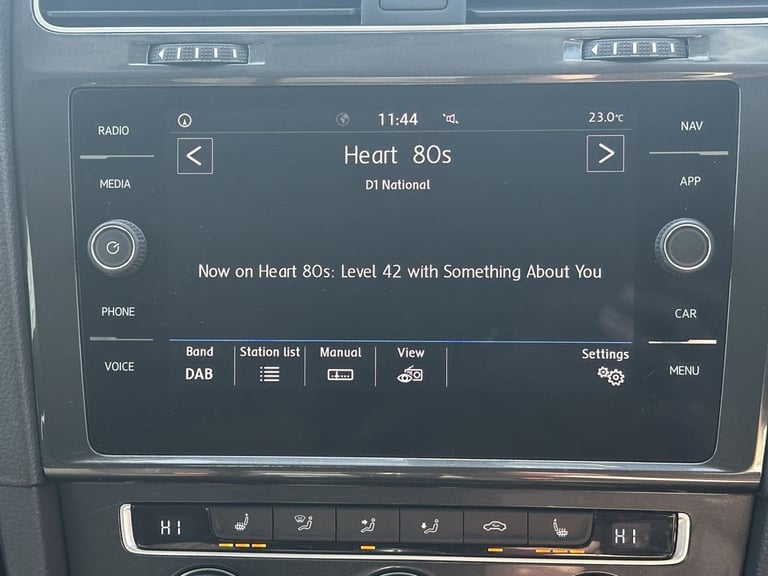 RADIO
MEDIA
PHONE
VOICE
11:44
23.0°C
Heart 80s
D1 National
Now on Heart 80s: Level 42 with Something About You
Band
DAB
Station list
Manual
View
Settings
NAV
APP
CAR
MENU
HI
HI